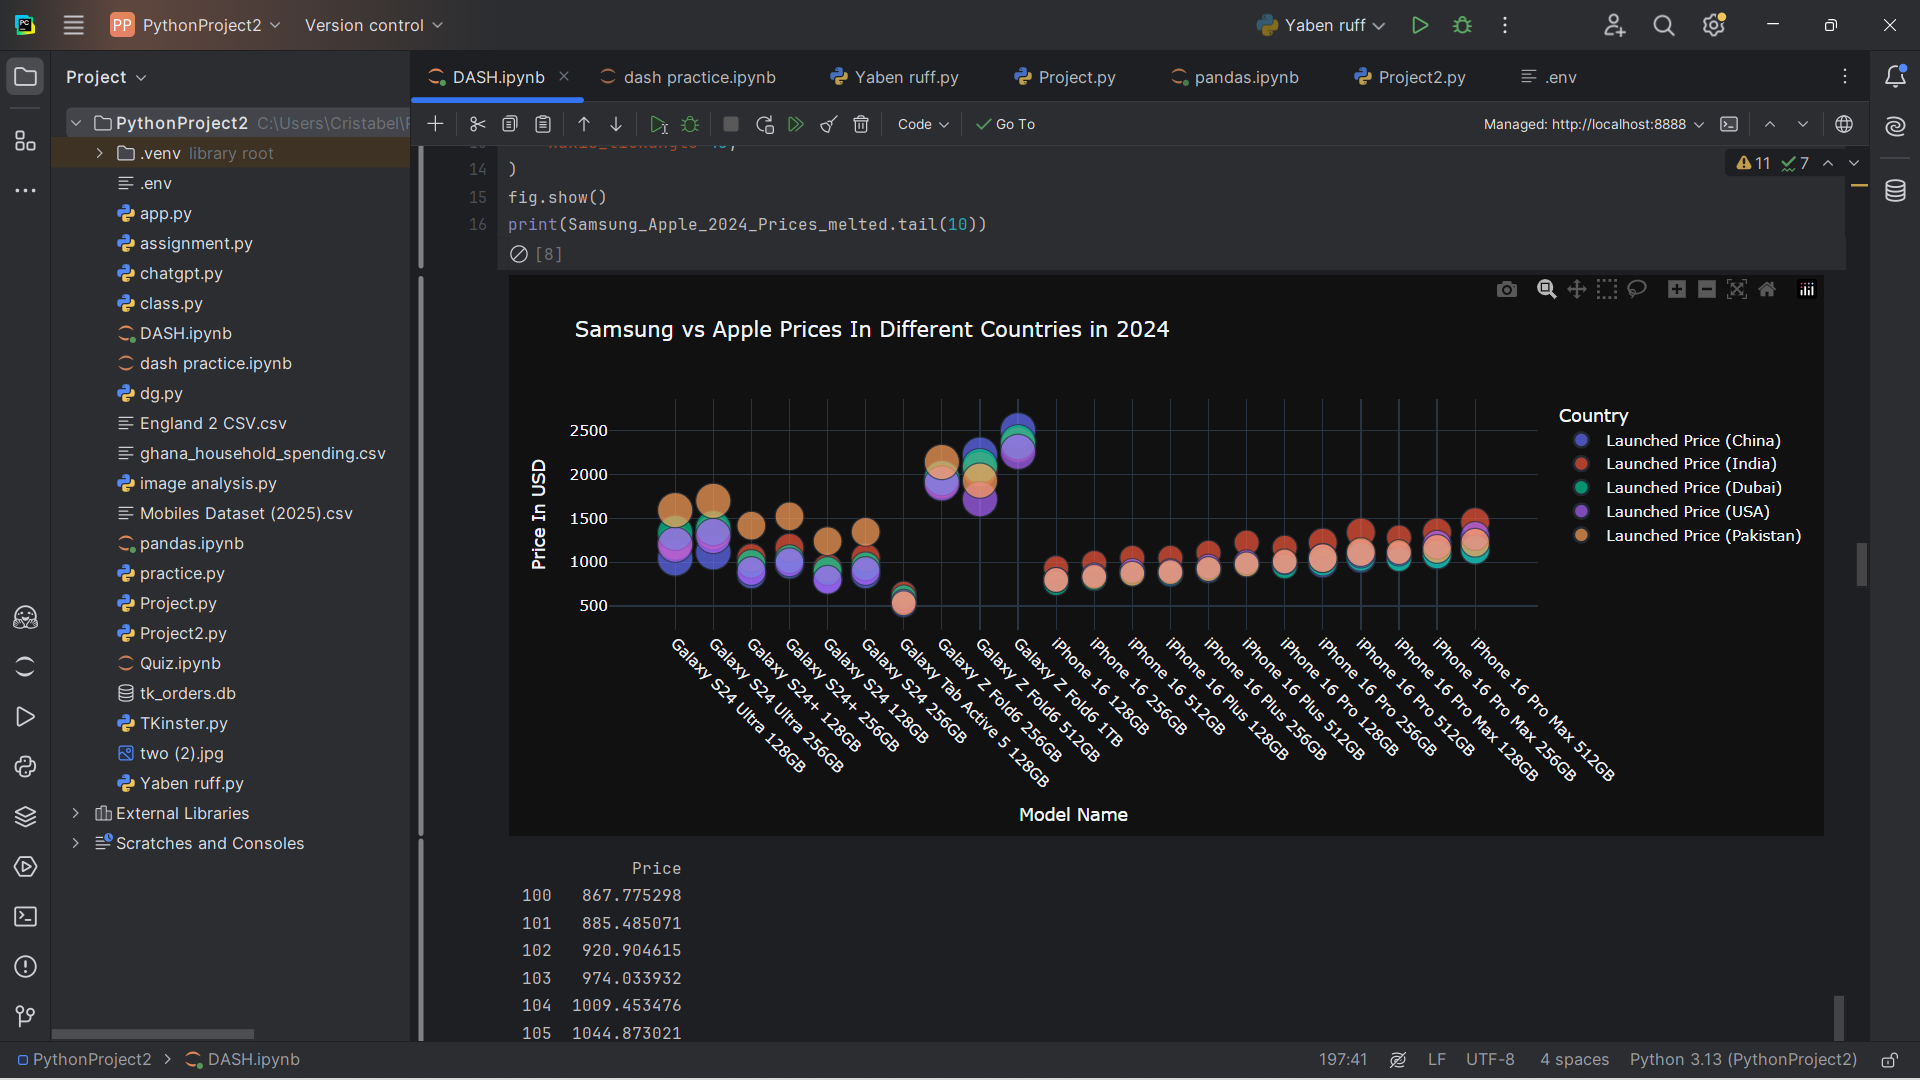 PP PythonProject2 Version control Yaben ruff
Project
DASH.ipynb dash practice.ipynb Yaben ruff.py Project.py pandas.ipynb Project2.py .env
PythonProject2 C:\Users\Cristabel\
Code Go To Managed: http://localhost:8888
.venv library root
.env
app.py
assignment.py
chatgpt.py
class.py
DASH.ipynb
dash practice.ipynb
dg.py
England 2 CSV.csv
ghana_household_spending.csv
image analysis.py
Mobiles Dataset (2025).csv
pandas.ipynb
practice.py
Project.py
Project2.py
Quiz.ipynb
tk_orders.db
TKinster.py
two (2).jpg
Yaben ruff.py
External Libraries
Scratches and Consoles
11 7
14 )
15 fig.show()
16 print(Samsung_Apple_2024_Prices_melted.tail(10))
[8]
Samsung vs Apple Prices In Different Countries in 2024
Price In USD
2500
2000
1500
1000
500
Country
Launched Price (China)
Launched Price (India)
Launched Price (Dubai)
Launched Price (USA)
Launched Price (Pakistan)
Galaxy S24 Ultra 128GB
Galaxy S24 Ultra 256GB
Galaxy S24+ 128GB
Galaxy S24+ 256GB
Galaxy S24 128GB
Galaxy S24 256GB
Galaxy Tab Active 5 128GB
Galaxy Z Fold6 256GB
Galaxy Z Fold6 512GB
Galaxy Z Fold6 1TB
iPhone 16 128GB
iPhone 16 256GB
iPhone 16 512GB
iPhone 16 Plus 128GB
iPhone 16 Plus 256GB
iPhone 16 Plus 512GB
iPhone 16 Pro 128GB
iPhone 16 Pro 256GB
iPhone 16 Pro 512GB
iPhone 16 Pro Max 128GB
iPhone 16 Pro Max 256GB
iPhone 16 Pro Max 512GB
Model Name
Price
100 867.775298
101 885.485071
102 920.904615
103 974.033932
104 1009.453476
105 1044.873021
PythonProject2 > DASH.ipynb 197:41 LF UTF-8 4 spaces Python 3.13 (PythonProject2)